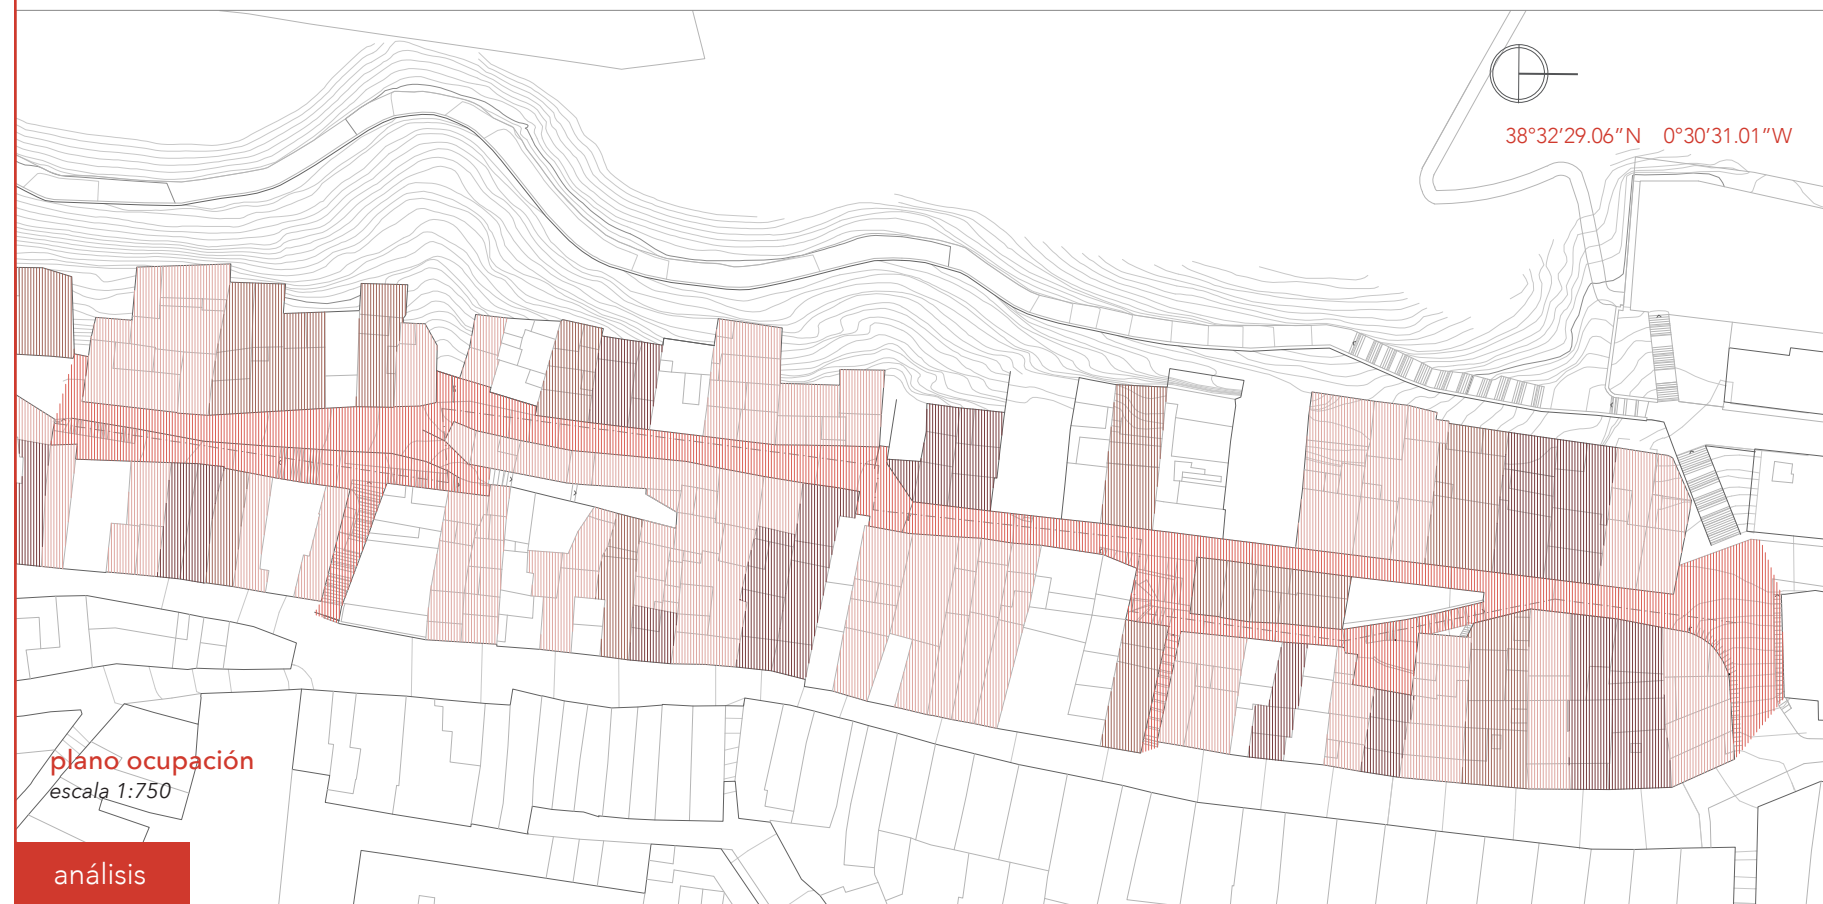 38°32’29.06”N 0°30’31.01”W
plano ocupación
escala 1:750
análisis